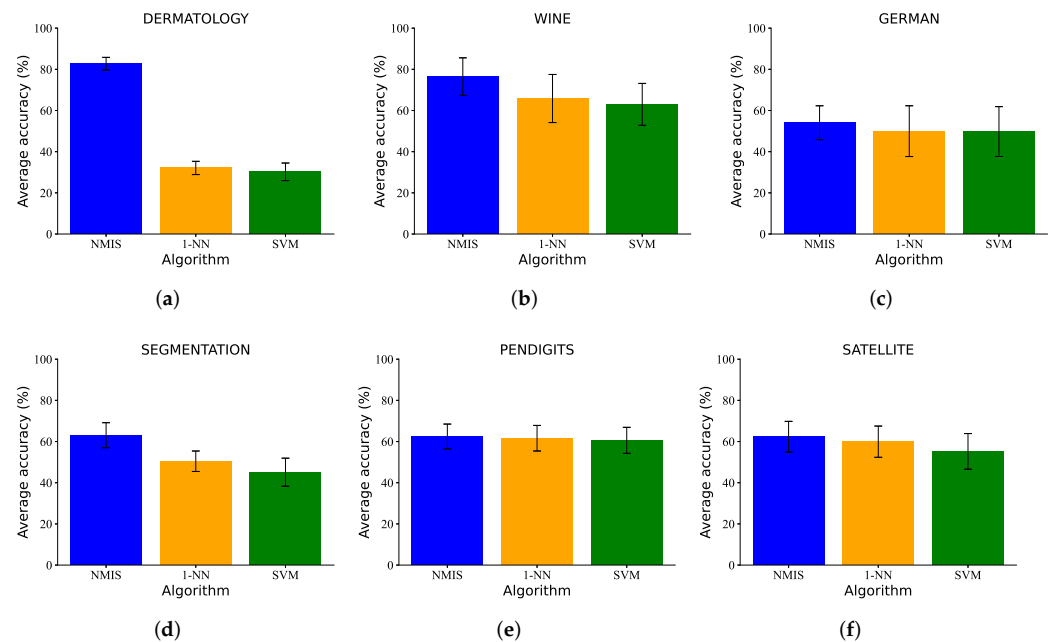 DERMATOLOGY
100
80
60
40
20
0
Average accuracy (%)
NMIS 1-NN SVM
Algorithm
(a)
WINE
100
80
60
40
20
0
Average accuracy (%)
NMIS 1-NN SVM
Algorithm
(b)
GERMAN
100
80
60
40
20
0
Average accuracy (%)
NMIS 1-NN SVM
Algorithm
(c)
SEGMENTATION
100
80
60
40
20
0
Average accuracy (%)
NMIS 1-NN SVM
Algorithm
(d)
PENDIGITS
100
80
60
40
20
0
Average accuracy (%)
NMIS 1-NN SVM
Algorithm
(e)
SATELLITE
100
80
60
40
20
0
Average accuracy (%)
NMIS 1-NN SVM
Algorithm
(f)